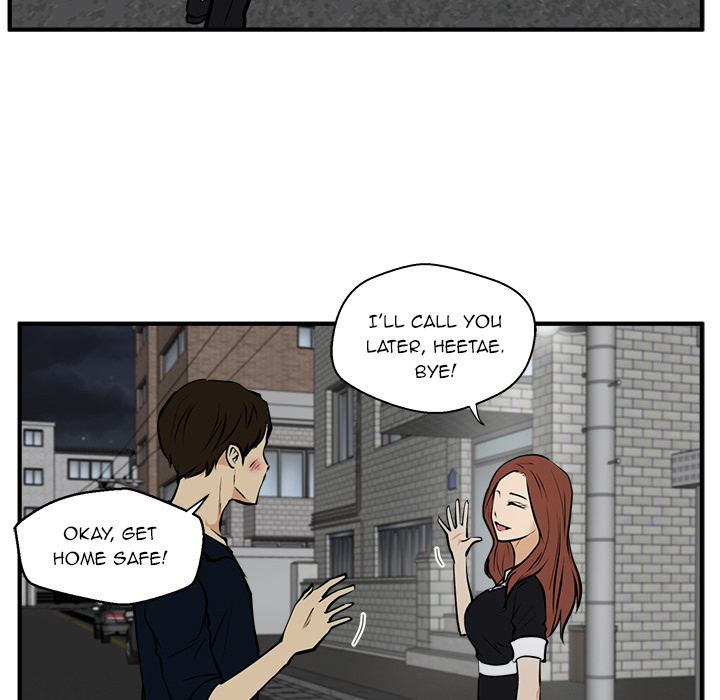 I'LL CALL YOU
LATER, HEETAE.
BYE!
OKAY, GET
HOME SAFE!